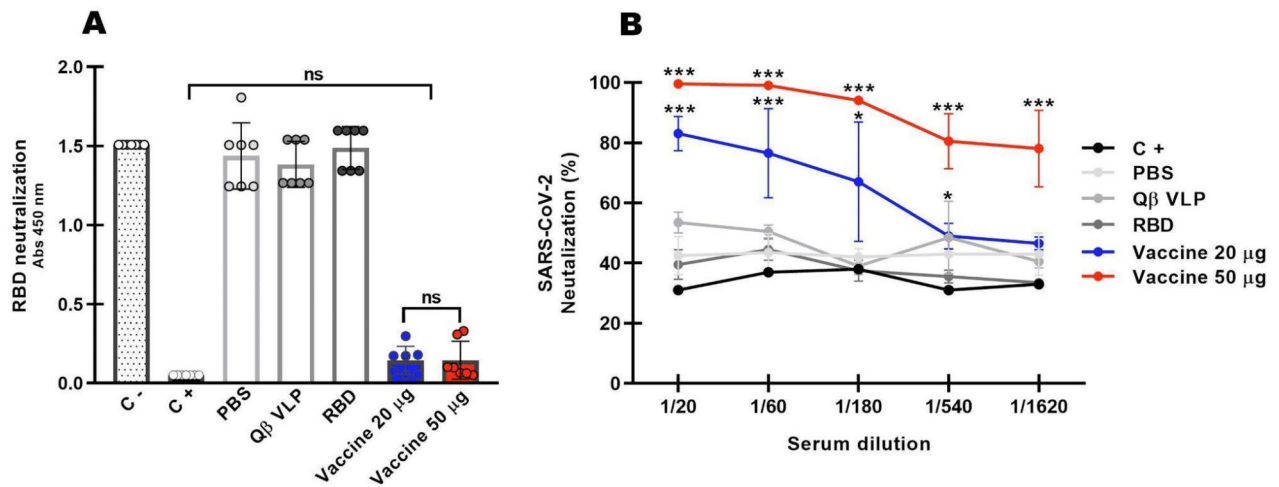 A
RBD neutralization
Abs 450 nm
2.0
1.5
1.0
0.5
0.0
ns
ns
C -
C +
PBS
Qβ VLP
RBD
Vaccine 20 µg
Vaccine 50 µg
B
SARS-CoV-2
Neutalization (%)
100
80
60
40
20
0
***
***
***
***
***
*
***
*
***
1/20
1/60
1/180
1/540
1/1620
Serum dilution
C +
PBS
Qβ VLP
RBD
Vaccine 20 µg
Vaccine 50 µg